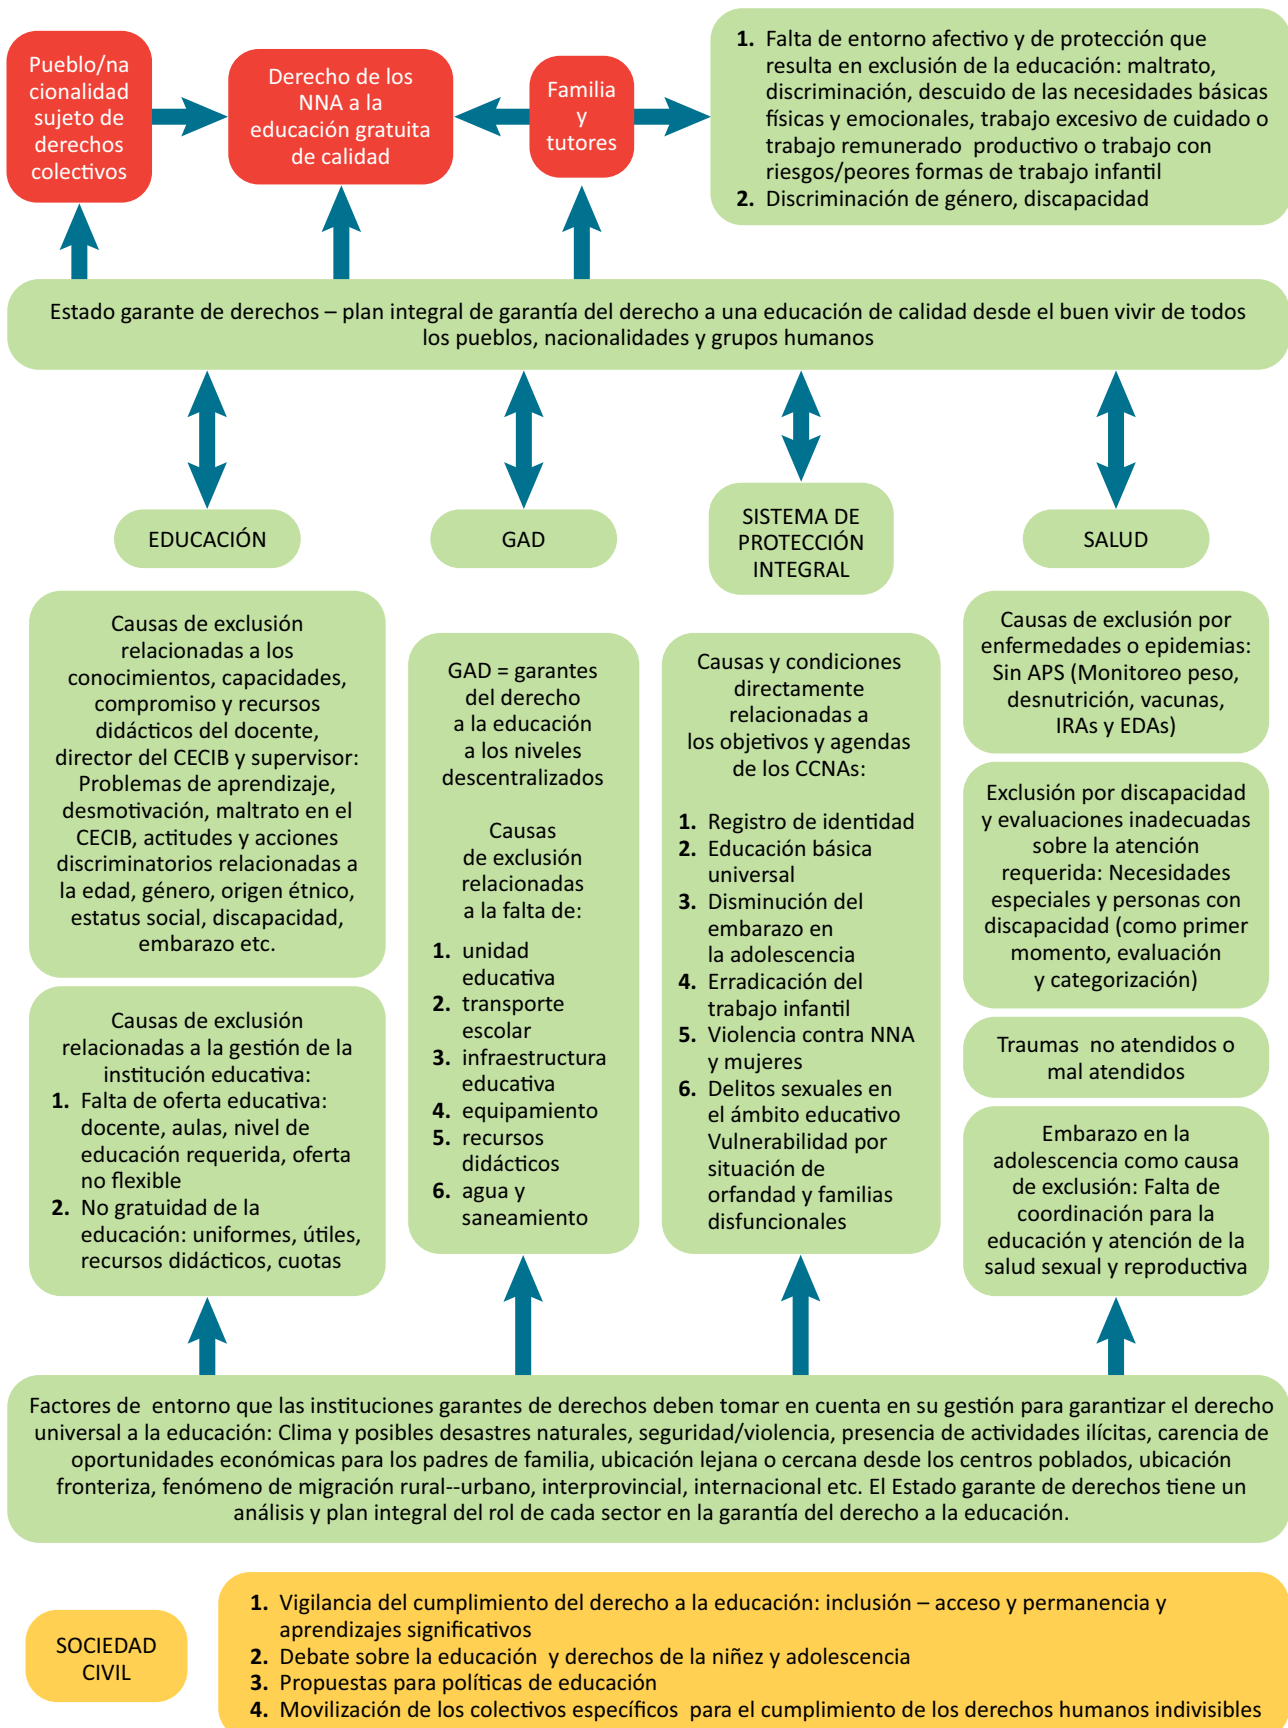 Pueblo/na
cionalidad
sujeto de
derechos
colectivos
Derecho de los
NNA a la
educación gratuita
de calidad
Familia
y
tutores
1. Falta de entorno afectivo y de protección que
resulta en exclusión de la educación: maltrato,
discriminación, descuido de las necesidades básicas
físicas y emocionales, trabajo excesivo de cuidado o
trabajo remunerado productivo o trabajo con
riesgos/peores formas de trabajo infantil
2. Discriminación de género, discapacidad
Estado garante de derechos – plan integral de garantía del derecho a una educación de calidad desde el buen vivir de todos
los pueblos, nacionalidades y grupos humanos
EDUCACIÓN
GAD
SISTEMA DE
PROTECCIÓN
INTEGRAL
SALUD
Causas de exclusión
relacionadas a los
conocimientos, capacidades,
compromiso y recursos
didácticos del docente,
director del CECIB y supervisor:
Problemas de aprendizaje,
desmotivación, maltrato en el
CECIB, actitudes y acciones
discriminatorios relacionadas a
la edad, género, origen étnico,
estatus social, discapacidad,
embarazo etc.
Causas de exclusión
relacionadas a la gestión de la
institución educativa:
1. Falta de oferta educativa:
docente, aulas, nivel de
educación requerida, oferta
no flexible
2. No gratuidad de la
educación: uniformes, útiles,
recursos didácticos, cuotas
GAD = garantes
del derecho
a la educación
a los niveles
descentralizados
Causas
de exclusión
relacionadas
a la falta de:
1. unidad
educativa
2. transporte
escolar
3. infraestructura
educativa
4. equipamiento
5. recursos
didácticos
6. agua y
saneamiento
Causas y condiciones
directamente
relacionadas a
los objetivos y agendas
de los CCNAs:
1. Registro de identidad
2. Educación básica
universal
3. Disminución del
embarazo en
la adolescencia
4. Erradicación del
trabajo infantil
5. Violencia contra NNA
y mujeres
6. Delitos sexuales en
el ámbito educativo
Vulnerabilidad por
situación de
orfandad y familias
disfuncionales
Causas de exclusión por
enfermedades o epidemias:
Sin APS (Monitoreo peso,
desnutrición, vacunas,
IRAs y EDAs)
Exclusión por discapacidad
y evaluaciones inadecuadas
sobre la atención
requerida: Necesidades
especiales y personas con
discapacidad (como primer
momento, evaluación
y categorización)
Traumas no atendidos o
mal atendidos
Embarazo en la
adolescencia como causa
de exclusión: Falta de
coordinación para la
educación y atención de la
salud sexual y reproductiva
Factores de entorno que las instituciones garantes de derechos deben tomar en cuenta en su gestión para garantizar el derecho
universal a la educación: Clima y posibles desastres naturales, seguridad/violencia, presencia de actividades ilícitas, carencia de
oportunidades económicas para los padres de familia, ubicación lejana o cercana desde los centros poblados, ubicación
fronteriza, fenómeno de migración rural--urbano, interprovincial, internacional etc. El Estado garante de derechos tiene un
análisis y plan integral del rol de cada sector en la garantía del derecho a la educación.
SOCIEDAD
CIVIL
1. Vigilancia del cumplimiento del derecho a la educación: inclusión – acceso y permanencia y
aprendizajes significativos
2. Debate sobre la educación y derechos de la niñez y adolescencia
3. Propuestas para políticas de educación
4. Movilización de los colectivos específicos para el cumplimiento de los derechos humanos indivisibles